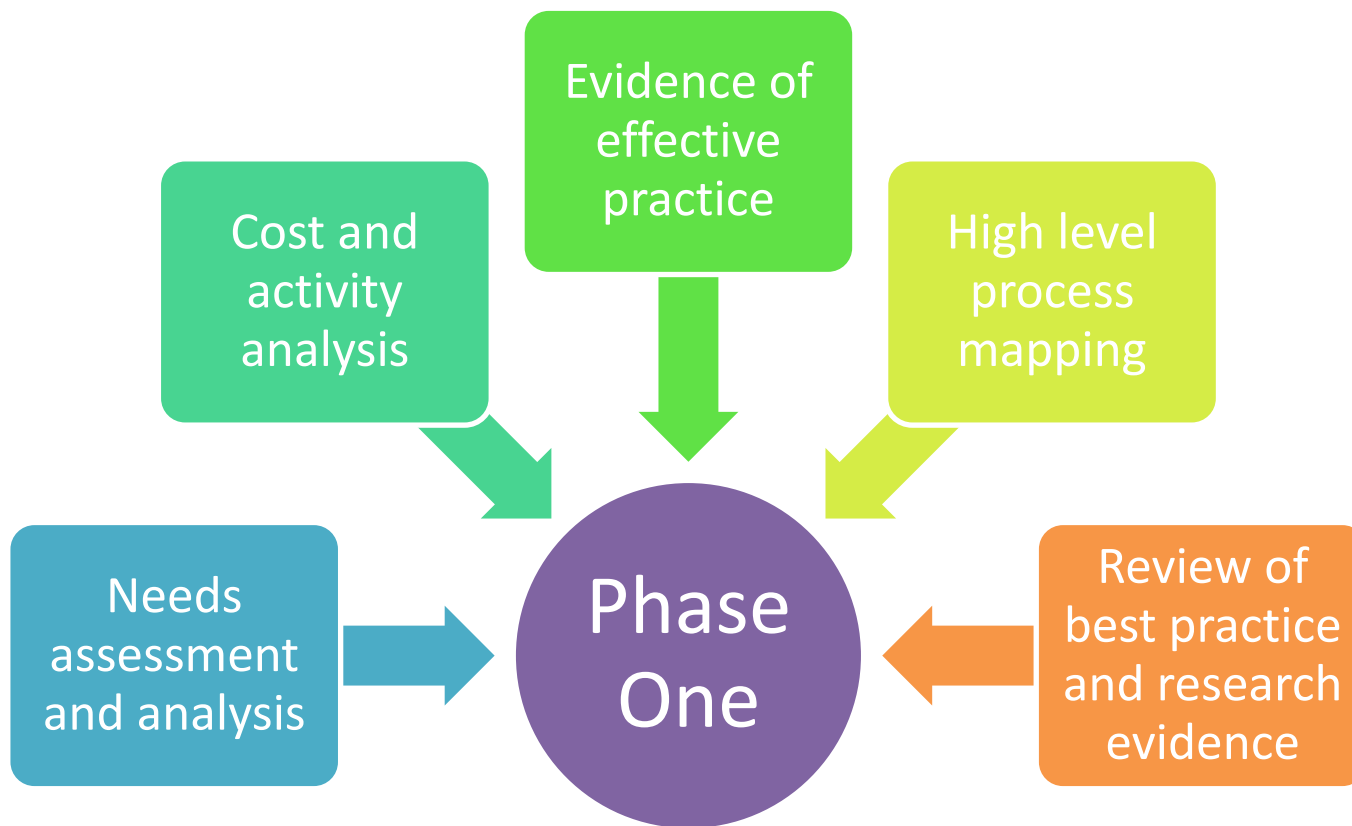 Evidence of
effective
practice
Cost and
activity
analysis
High level
process
mapping
Needs
assessment
and analysis
Phase
One
Review of
best practice
and research
evidence